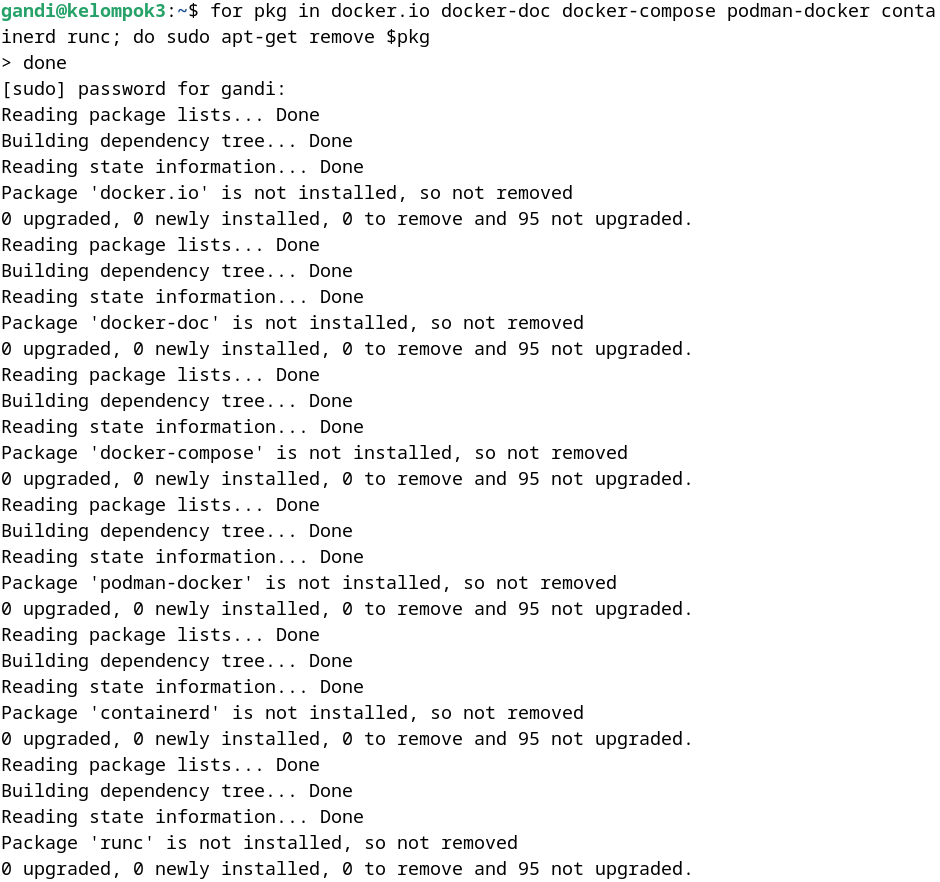 gandi@kelompok3:~$ for pkg in docker.io docker-doc docker-compose podman-docker conta
inerd runc; do sudo apt-get remove $pkg
> done
[sudo] password for gandi:
Reading package lists... Done
Building dependency tree... Done
Reading state information... Done
Package 'docker.io' is not installed, so not removed
0 upgraded, 0 newly installed, 0 to remove and 95 not upgraded.
Reading package lists... Done
Building dependency tree... Done
Reading state information... Done
Package 'docker-doc' is not installed, so not removed
0 upgraded, 0 newly installed, 0 to remove and 95 not upgraded.
Reading package lists... Done
Building dependency tree... Done
Reading state information... Done
Package 'docker-compose' is not installed, so not removed
0 upgraded, 0 newly installed, 0 to remove and 95 not upgraded.
Reading package lists... Done
Building dependency tree... Done
Reading state information... Done
Package 'podman-docker' is not installed, so not removed
0 upgraded, 0 newly installed, 0 to remove and 95 not upgraded.
Reading package lists... Done
Building dependency tree... Done
Reading state information... Done
Package 'containerd' is not installed, so not removed
0 upgraded, 0 newly installed, 0 to remove and 95 not upgraded.
Reading package lists... Done
Building dependency tree... Done
Reading state information... Done
Package 'runc' is not installed, so not removed
0 upgraded, 0 newly installed, 0 to remove and 95 not upgraded.